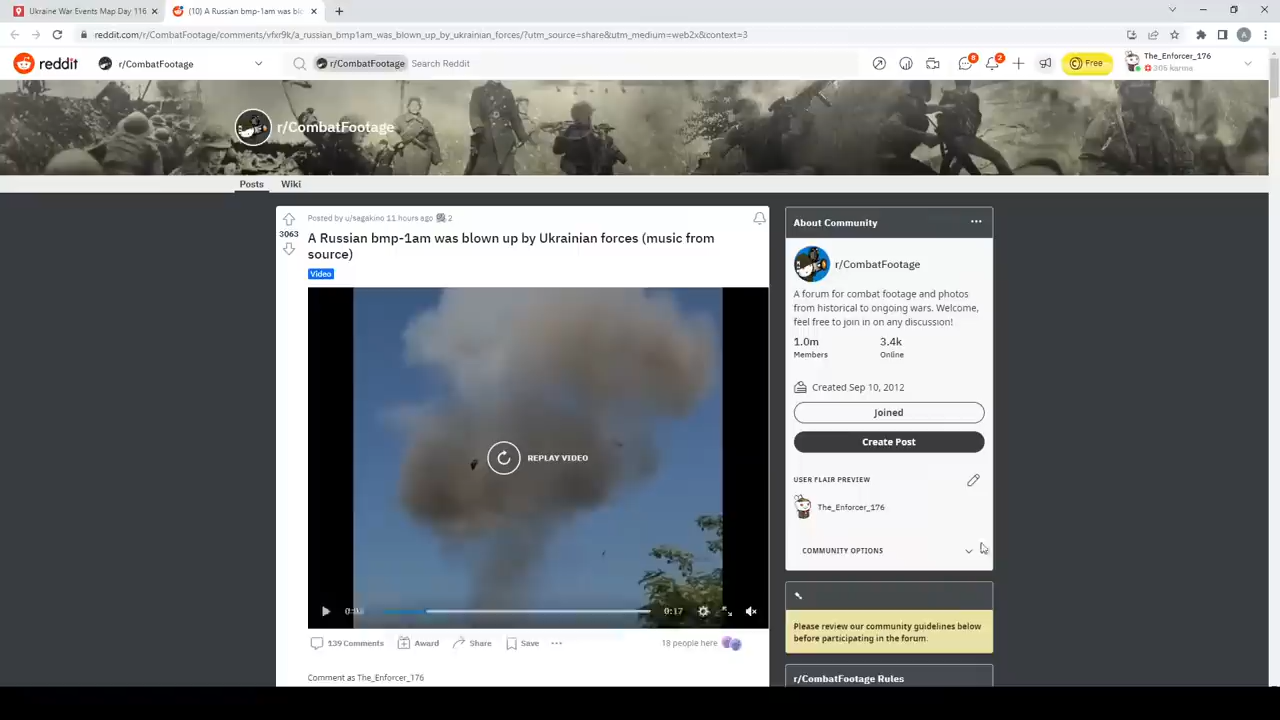 Ukraine War Events Map Day 116
(10) A Russian bmp-1am was blo
reddit.com/r/CombatFootage/comments/vfxr9k/a_russian_bmp1am_was_blown_up_by_ukrainian_forces/?utm_source=share&utm_medium=web2x&context=3
A
reddit
r/CombatFootage
r/CombatFootage
Search Reddit
6
2
Free
The_Enforcer_176
305 karma
r/CombatFootage
Posts
Wiki
Posted by u/sagakino 11 hours ago 2
3063
A Russian bmp-1am was blown up by Ukrainian forces (music from
source)
Video
REPLAY VIDEO
0:17
139 Comments
Award
Share
Save
18 people here
Comment as The_Enforcer_176
About Community
r/CombatFootage
A forum for combat footage and photos
from historical to ongoing wars. Welcome,
feel free to join in on any discussion!
1.0m
3.4k
Members
Online
Created Sep 10, 2012
Joined
Create Post
USER FLAIR PREVIEW
The_Enforcer_176
COMMUNITY OPTIONS
Please review our community guidelines below
before participating in the forum.
r/CombatFootage Rules